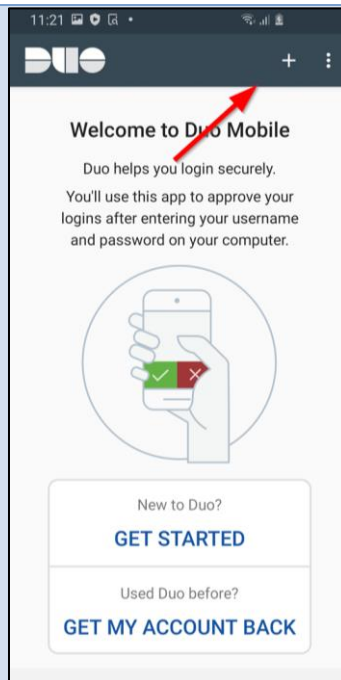 11:21
DUO +
Welcome to Duo Mobile
Duo helps you login securely.
You'll use this app to approve your
logins after entering your username
and password on your computer.
New to Duo?
GET STARTED
Used Duo before?
GET MY ACCOUNT BACK